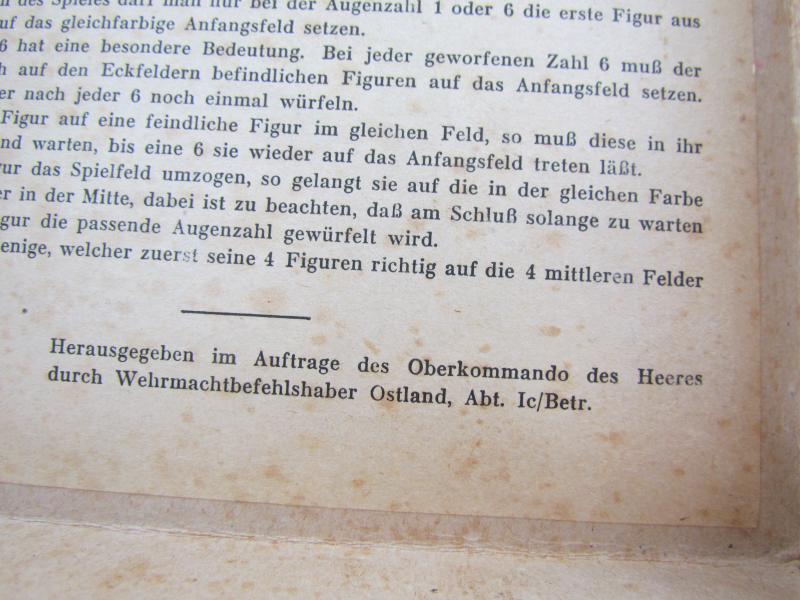 des Spieles darf man nur bei der Augenzahl 1 oder 6 die erste Figur aus
auf das gleichfarbige Anfangsfeld setzen.
6 hat eine besondere Bedeutung. Bei jeder geworfenen Zahl 6 muß der
h auf den Eckfeldern befindlichen Figuren auf das Anfangsfeld setzen.
er nach jeder 6 noch einmal würfeln.
Figur auf eine feindliche Figur im gleichen Feld, so muß diese in ihr
nd warten, bis eine 6 sie wieder auf das Anfangsfeld treten läßt.
ur das Spielfeld umzogen, so gelangt sie auf die in der gleichen Farbe
er in der Mitte, dabei ist zu beachten, daß am Schluß solange zu warten
gur die passende Augenzahl gewürfelt wird.
enige, welcher zuerst seine 4 Figuren richtig auf die 4 mittleren Felder
Herausgegeben im Auftrage des Oberkommando des Heeres
durch Wehrmachtbefehlshaber Ostland, Abt. Ic/Betr.